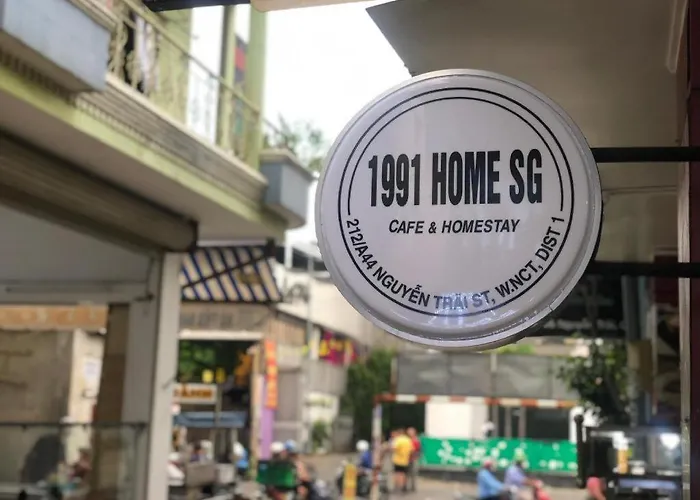 1991 HOME SG
CAFE & HOMESTAY
212/A44 NGUYỄN TRÃI ST, W.NCT, DIST 1